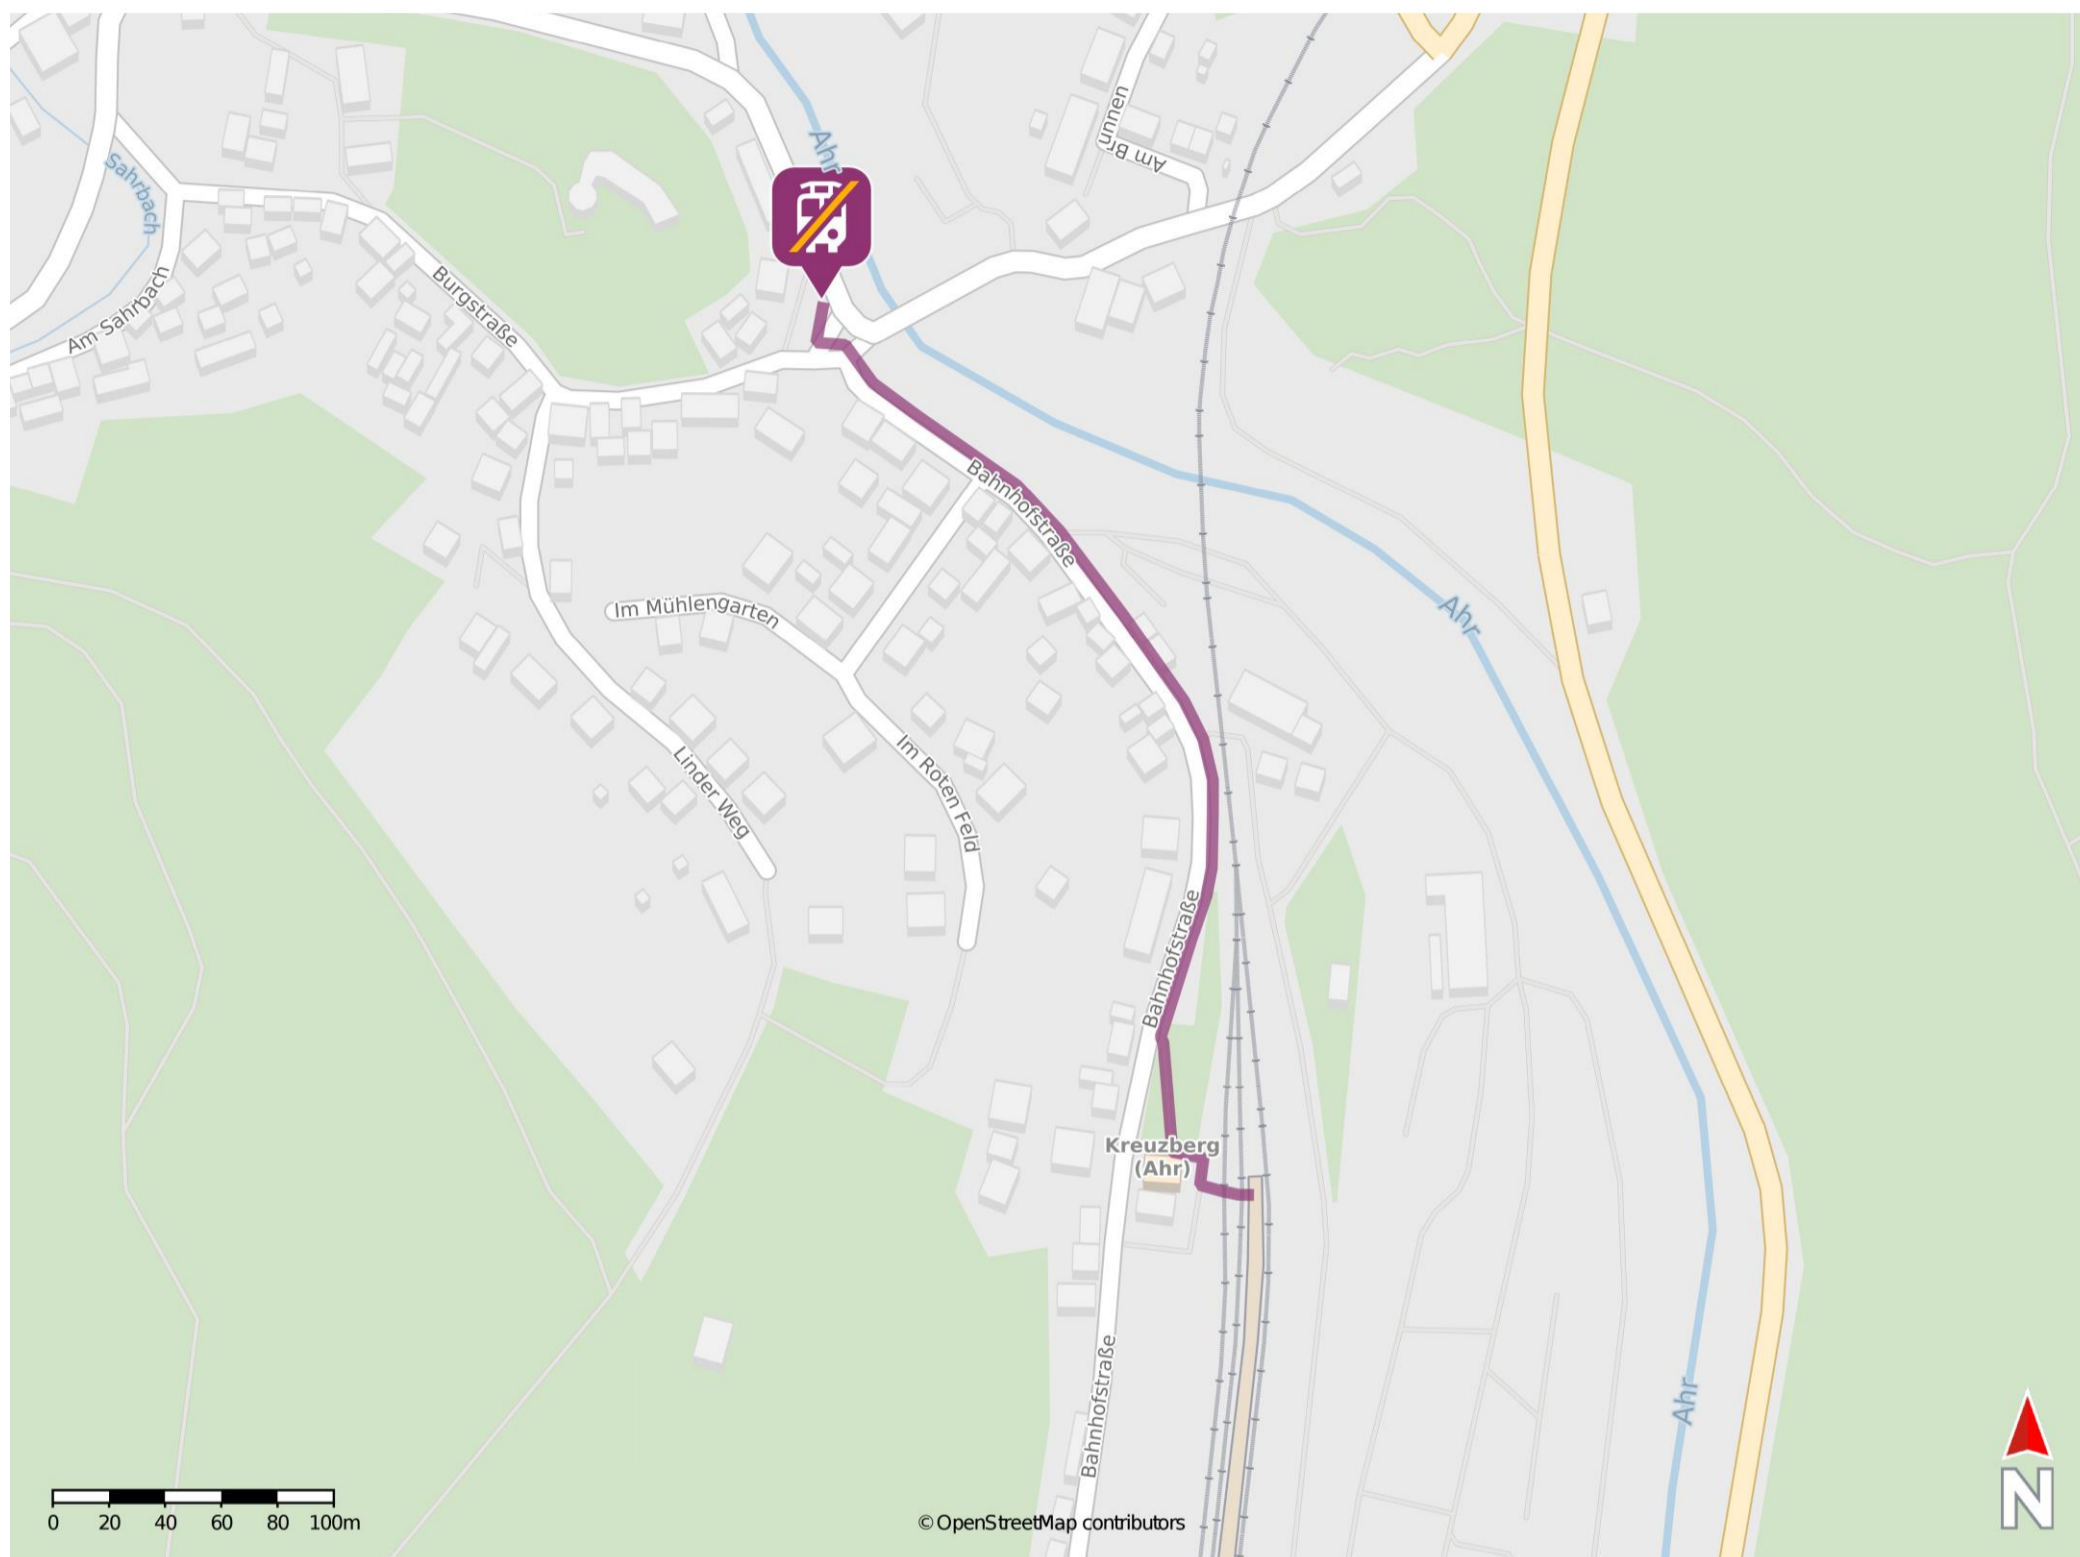 Ahr
Am Brunnen
Sahrbach
Am Sahrbach
Burgstraße
Bahnhofstraße
Im Mühlengarten
Ahr
Linder Weg
Im Roten Feld
Bahnhofstraße
Kreuzberg
(Ahr)
Bahnhofstraße
Ahr
N
0 20 40 60 80 100m
© OpenStreetMap contributors